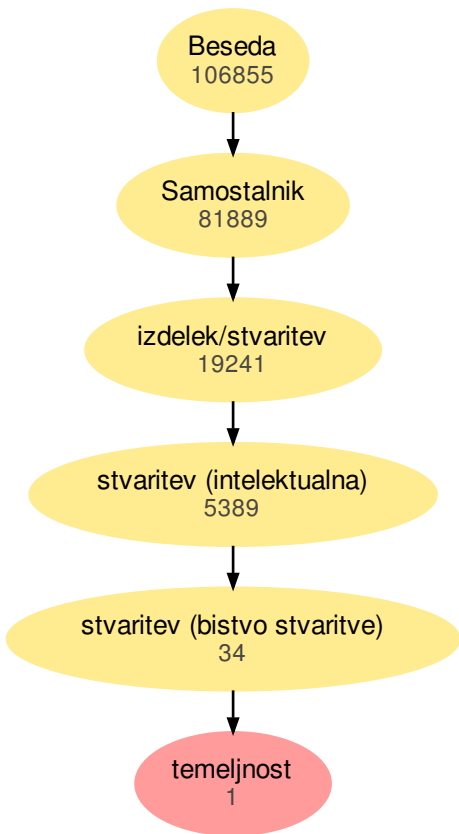 Beseda
106855
Samostalnik
81889
izdelek/stvaritev
19241
stvaritev (intelektualna)
5389
stvaritev (bistvo stvaritve)
34
temeljnost
1